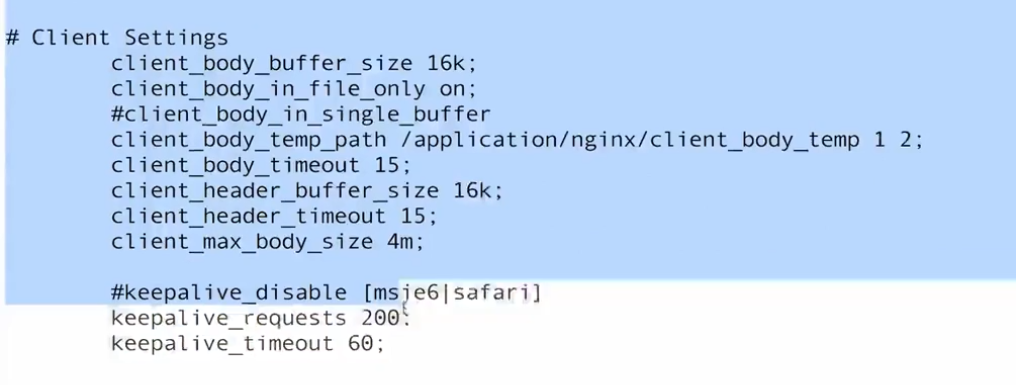 # Client Settings
client_body_buffer_size 16k;
client_body_in_file_only on;
#client_body_in_single_buffer
client_body_temp_path /application/nginx/client_body_temp 1 2;
client_body_timeout 15;
client_header_buffer_size 16k;
client_header_timeout 15;
client_max_body_size 4m;
#keepalive_disable [msie6|safari]
keepalive_requests 200;
keepalive_timeout 60;